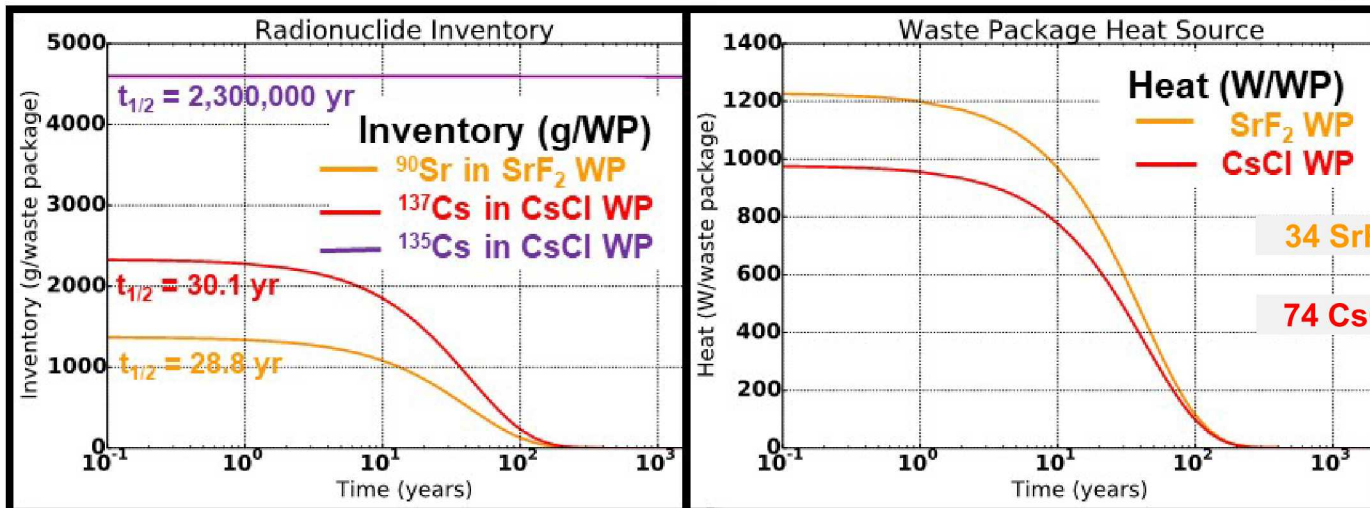 Radionuclide Inventory
5000
4000
3000
2000
1000
0
t1/2 = 2,300,000 yr
Inventory (g/WP)
⁹⁰Sr in SrF₂ WP
¹³⁷Cs in CsCl WP
¹³⁵Cs in CsCl WP
t1/2 = 30.1 yr
t1/2 = 28.8 yr
Inventory (g/waste package)
10⁻¹ 10⁰ 10¹ 10² 10³
Time (years)
Waste Package Heat Source
1400
1200
1000
800
600
400
200
0
Heat (W/WP)
SrF₂ WP
CsCl WP
34 Sr
74 Cs
Heat (W/waste package)
10⁻¹ 10⁰ 10¹ 10² 10³
Time (years)